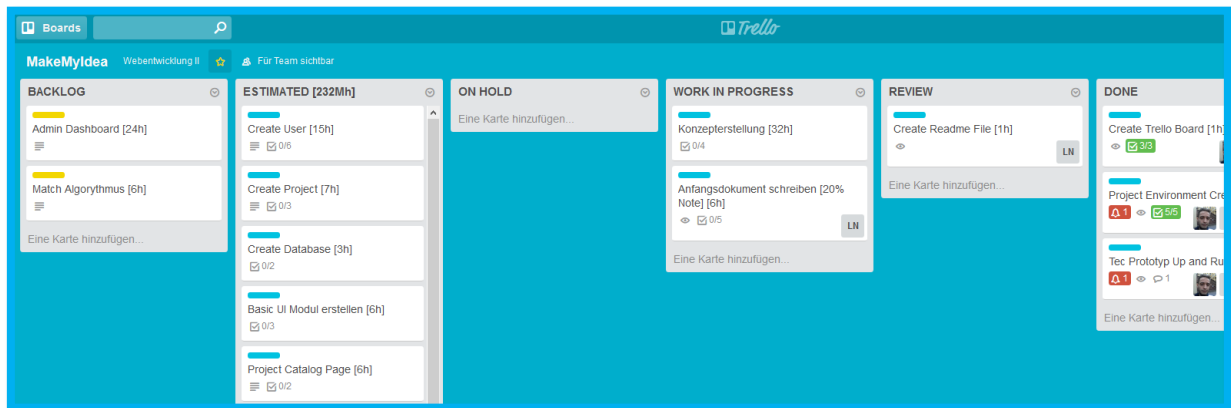 Boards
Trello
MakeMyIdea Webentwicklung II Für Team sichtbar
BACKLOG
Admin Dashboard [24h]
Match Algorythmus [6h]
Eine Karte hinzufügen...
ESTIMATED [232Mh]
Create User [15h]
0/6
Create Project [7h]
0/3
Create Database [3h]
0/2
Basic UI Modul erstellen [6h]
0/3
Project Catalog Page [6h]
0/2
ON HOLD
Eine Karte hinzufügen...
WORK IN PROGRESS
Konzepterstellung [32h]
0/4
Anfangsdokument schreiben [20%
Note] [6h]
0/5
LN
Eine Karte hinzufügen...
REVIEW
Create Readme File [1h]
LN
Eine Karte hinzufügen...
DONE
Create Trello Board [1h]
3/3
Project Environment Cre
1 5/5
Tec Prototyp Up and Ru
1 1
Eine Karte hinzufügen...